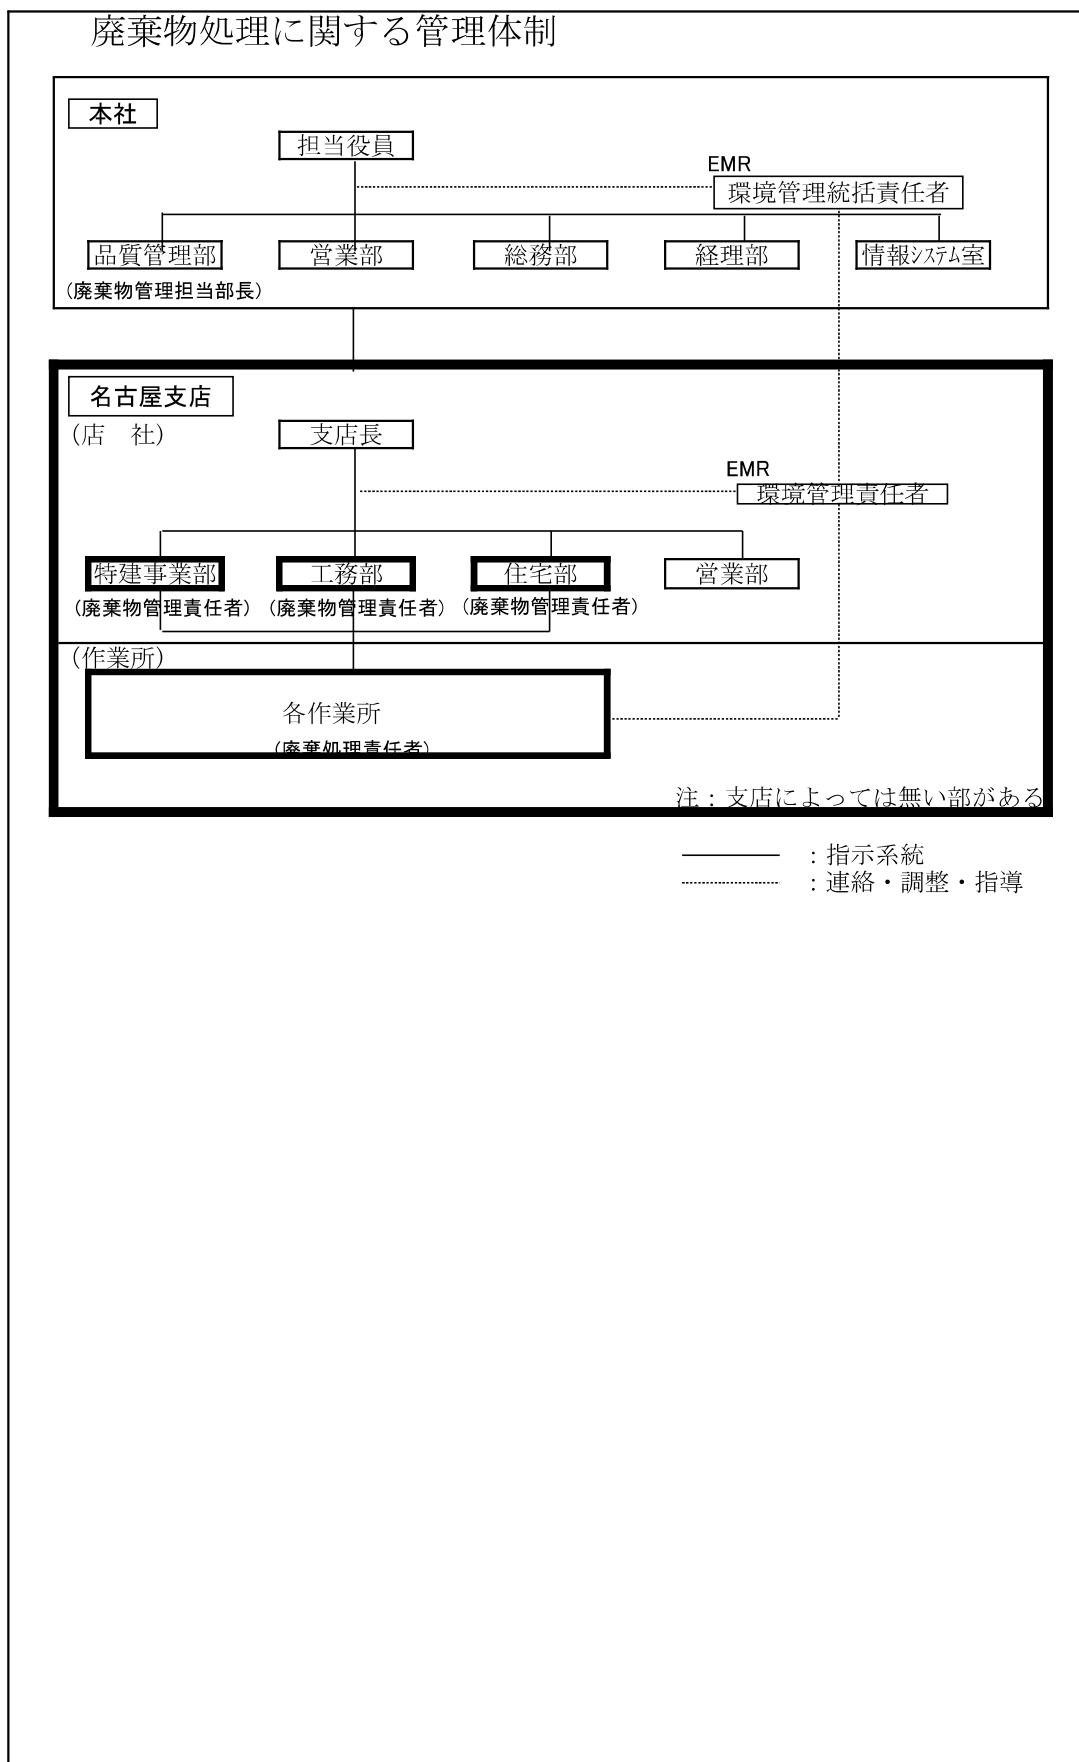 廃棄物処理に関する管理体制
本社
担当役員
EMR
環境管理統括責任者
品質管理部 営業部 総務部 経理部 情報ｼｽﾃﾑ室
(廃棄物管理担当部長)
名古屋支店
(店　社)
支店長
EMR
環境管理責任者
特建事業部 工務部 住宅部 営業部
(廃棄物管理責任者) (廃棄物管理責任者) (廃棄物管理責任者)
(作業所)
各作業所
(廃棄処理責任者)
注：支店によっては無い部がある
：指示系統
：連絡・調整・指導